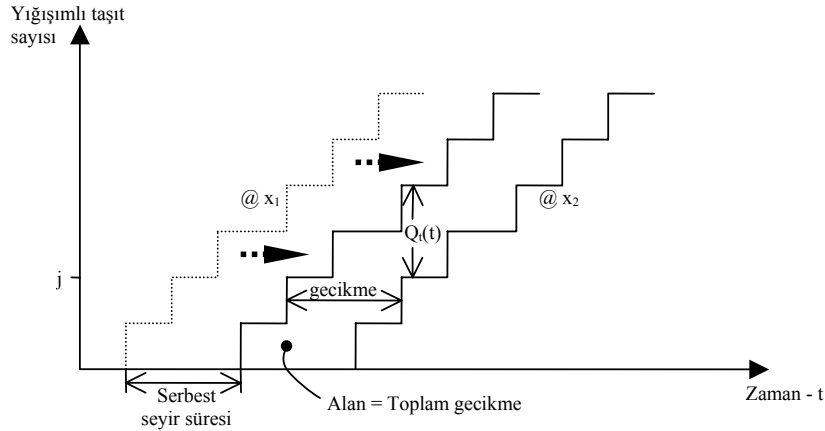 Yığışımlı taşıt
sayısı
@ x₁
@ x₂
Qₜ(t)
j
gecikme
Serbest
seyir süresi
Alan = Toplam gecikme
Zaman - t